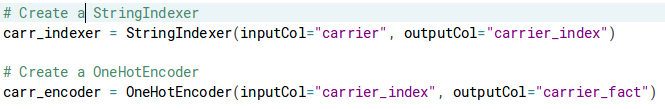 # Create a StringIndexer
carr_indexer = StringIndexer(inputCol="carrier", outputCol="carrier_index")
# Create a OneHotEncoder
carr_encoder = OneHotEncoder(inputCol="carrier_index", outputCol="carrier_fact")